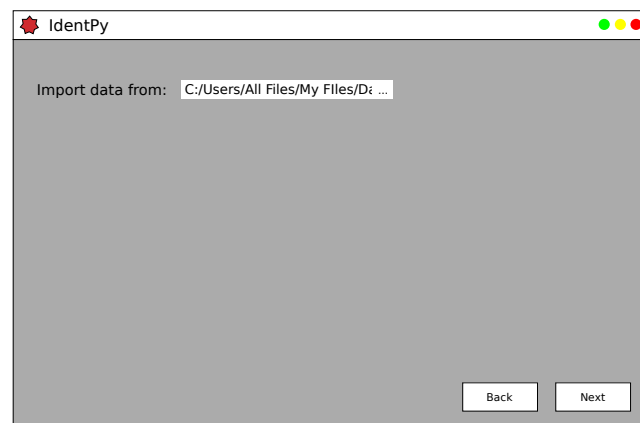 IdentPy
Import data from: C:/Users/All Files/My FIles/Da ...
Back Next